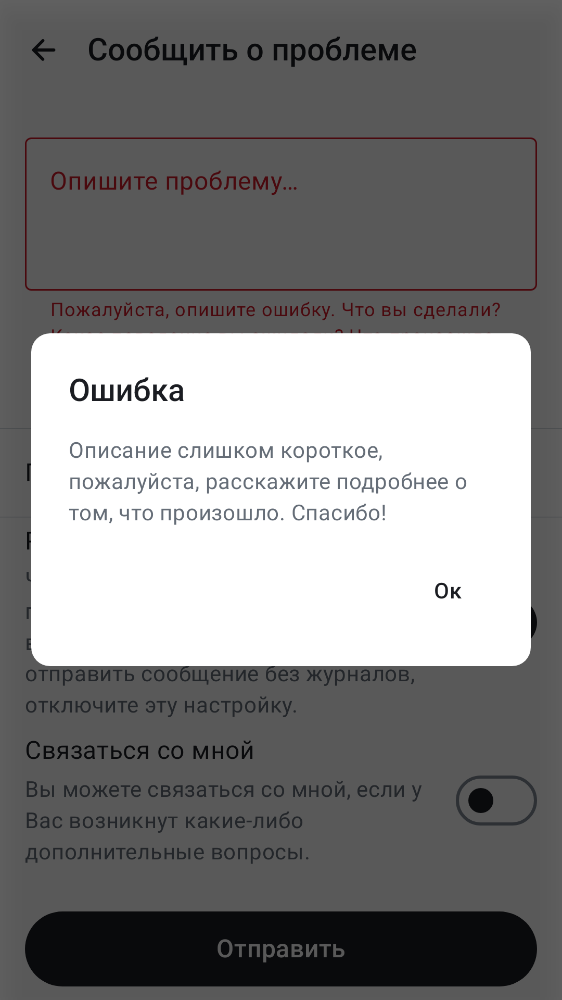 Сообщить о проблеме
Опишите проблему...
Пожалуйста, опишите ошибку. Что вы сделали?
Ошибка
Описание слишком короткое,
пожалуйста, расскажите подробнее о
том, что произошло. Спасибо!
Ок
отправить сообщение без журналов,
отключите эту настройку.
Связаться со мной
Вы можете связаться со мной, если у
Вас возникнут какие-либо
дополнительные вопросы.
Отправить